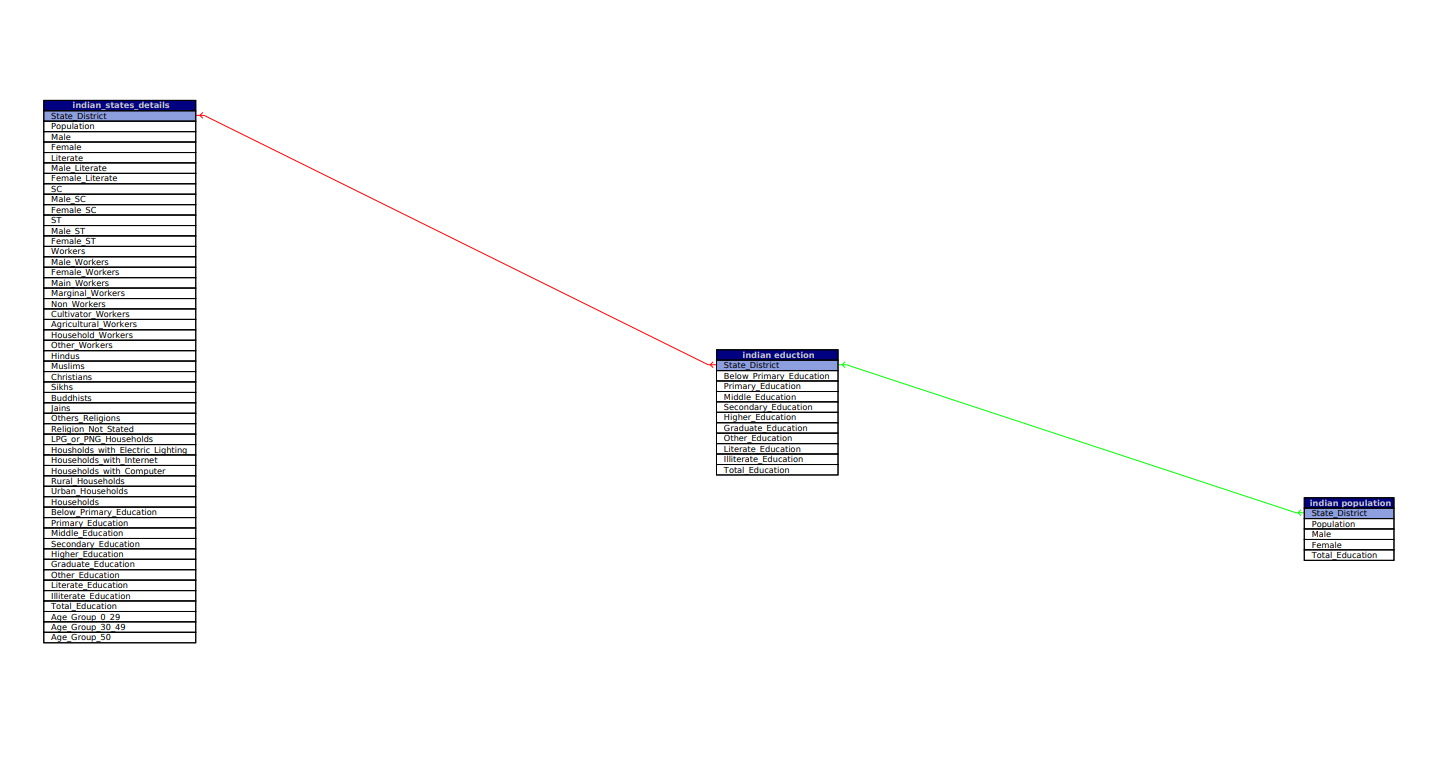 indian_states_details
State_District
Population
Male
Female
Literate
Male_Literate
Female_Literate
SC
Male_SC
Female_SC
ST
Male_ST
Female_ST
Workers
Male_Workers
Female_Workers
Main_Workers
Marginal_Workers
Non_Workers
Cultivator_Workers
Agricultural_Workers
Household_Workers
Other_Workers
Hindus
Muslims
Christians
Sikhs
Buddhists
Jains
Others_Religions
Religion_Not_Stated
LPG_or_PNG_Households
Housholds_with_Electric_Lighting
Households_with_Internet
Households_with_Computer
Rural_Households
Urban_Households
Households
Below_Primary_Education
Primary_Education
Middle_Education
Secondary_Education
Higher_Education
Graduate_Education
Other_Education
Literate_Education
Illiterate_Education
Total_Education
Age_Group_0_29
Age_Group_30_49
Age_Group_50
indian eduction
State_District
Below_Primary_Education
Primary_Education
Middle_Education
Secondary_Education
Higher_Education
Graduate_Education
Other_Education
Literate_Education
Illiterate_Education
Total_Education
indian population
State_District
Population
Male
Female
Total_Education